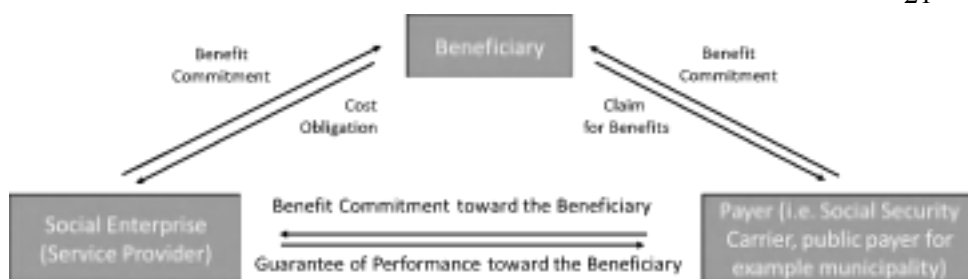 Beneficiary
Benefit
Commitment
Benefit
Commitment
Cost
Obligation
Claim
for Benefits
Social Enterprise
(Service Provider)
Benefit Commitment toward the Beneficiary
Guarantee of Performance toward the Beneficiary
Payer (i.e. Social Security
Carrier, public payer for
example municipality)